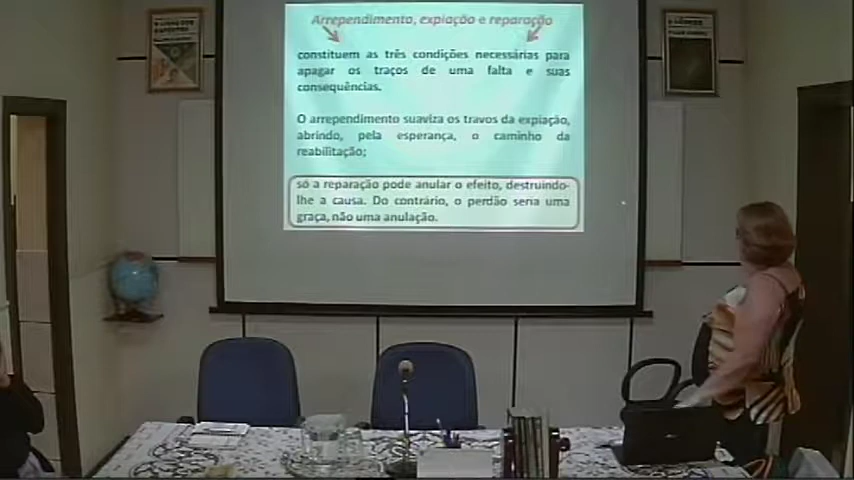 Arrependimento, expiação e reparação
constituem as três condições necessárias para
apagar os traços de uma falta e suas
consequências.
O arrependimento suaviza os travos da expiação,
abrindo, pela esperança, o caminho da
reabilitação;
só a reparação pode anular o efeito, destruindo-
lhe a causa. Do contrário, o perdão seria uma
graça, não uma anulação.